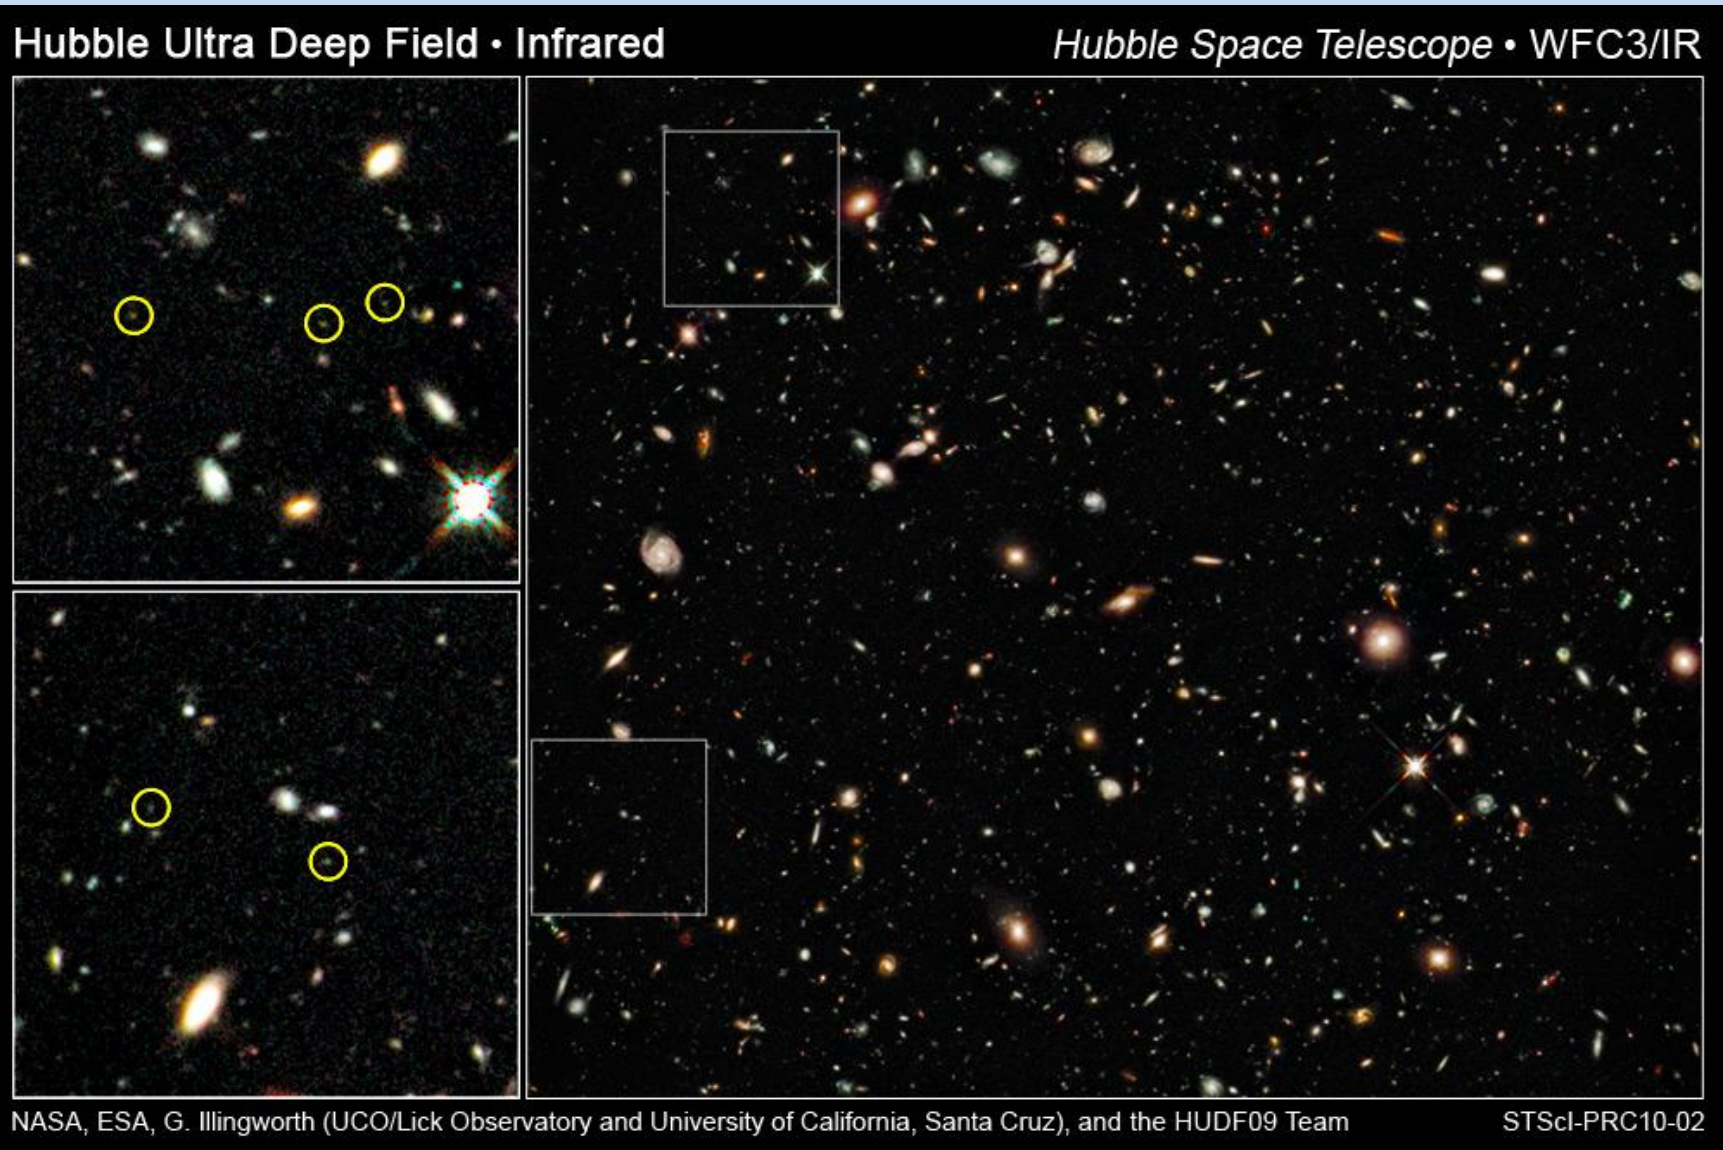 Hubble Ultra Deep Field • Infrared
Hubble Space Telescope • WFC3/IR
NASA, ESA, G. Illingworth (UCO/Lick Observatory and University of California, Santa Cruz), and the HUDF09 Team
STScI-PRC10-02